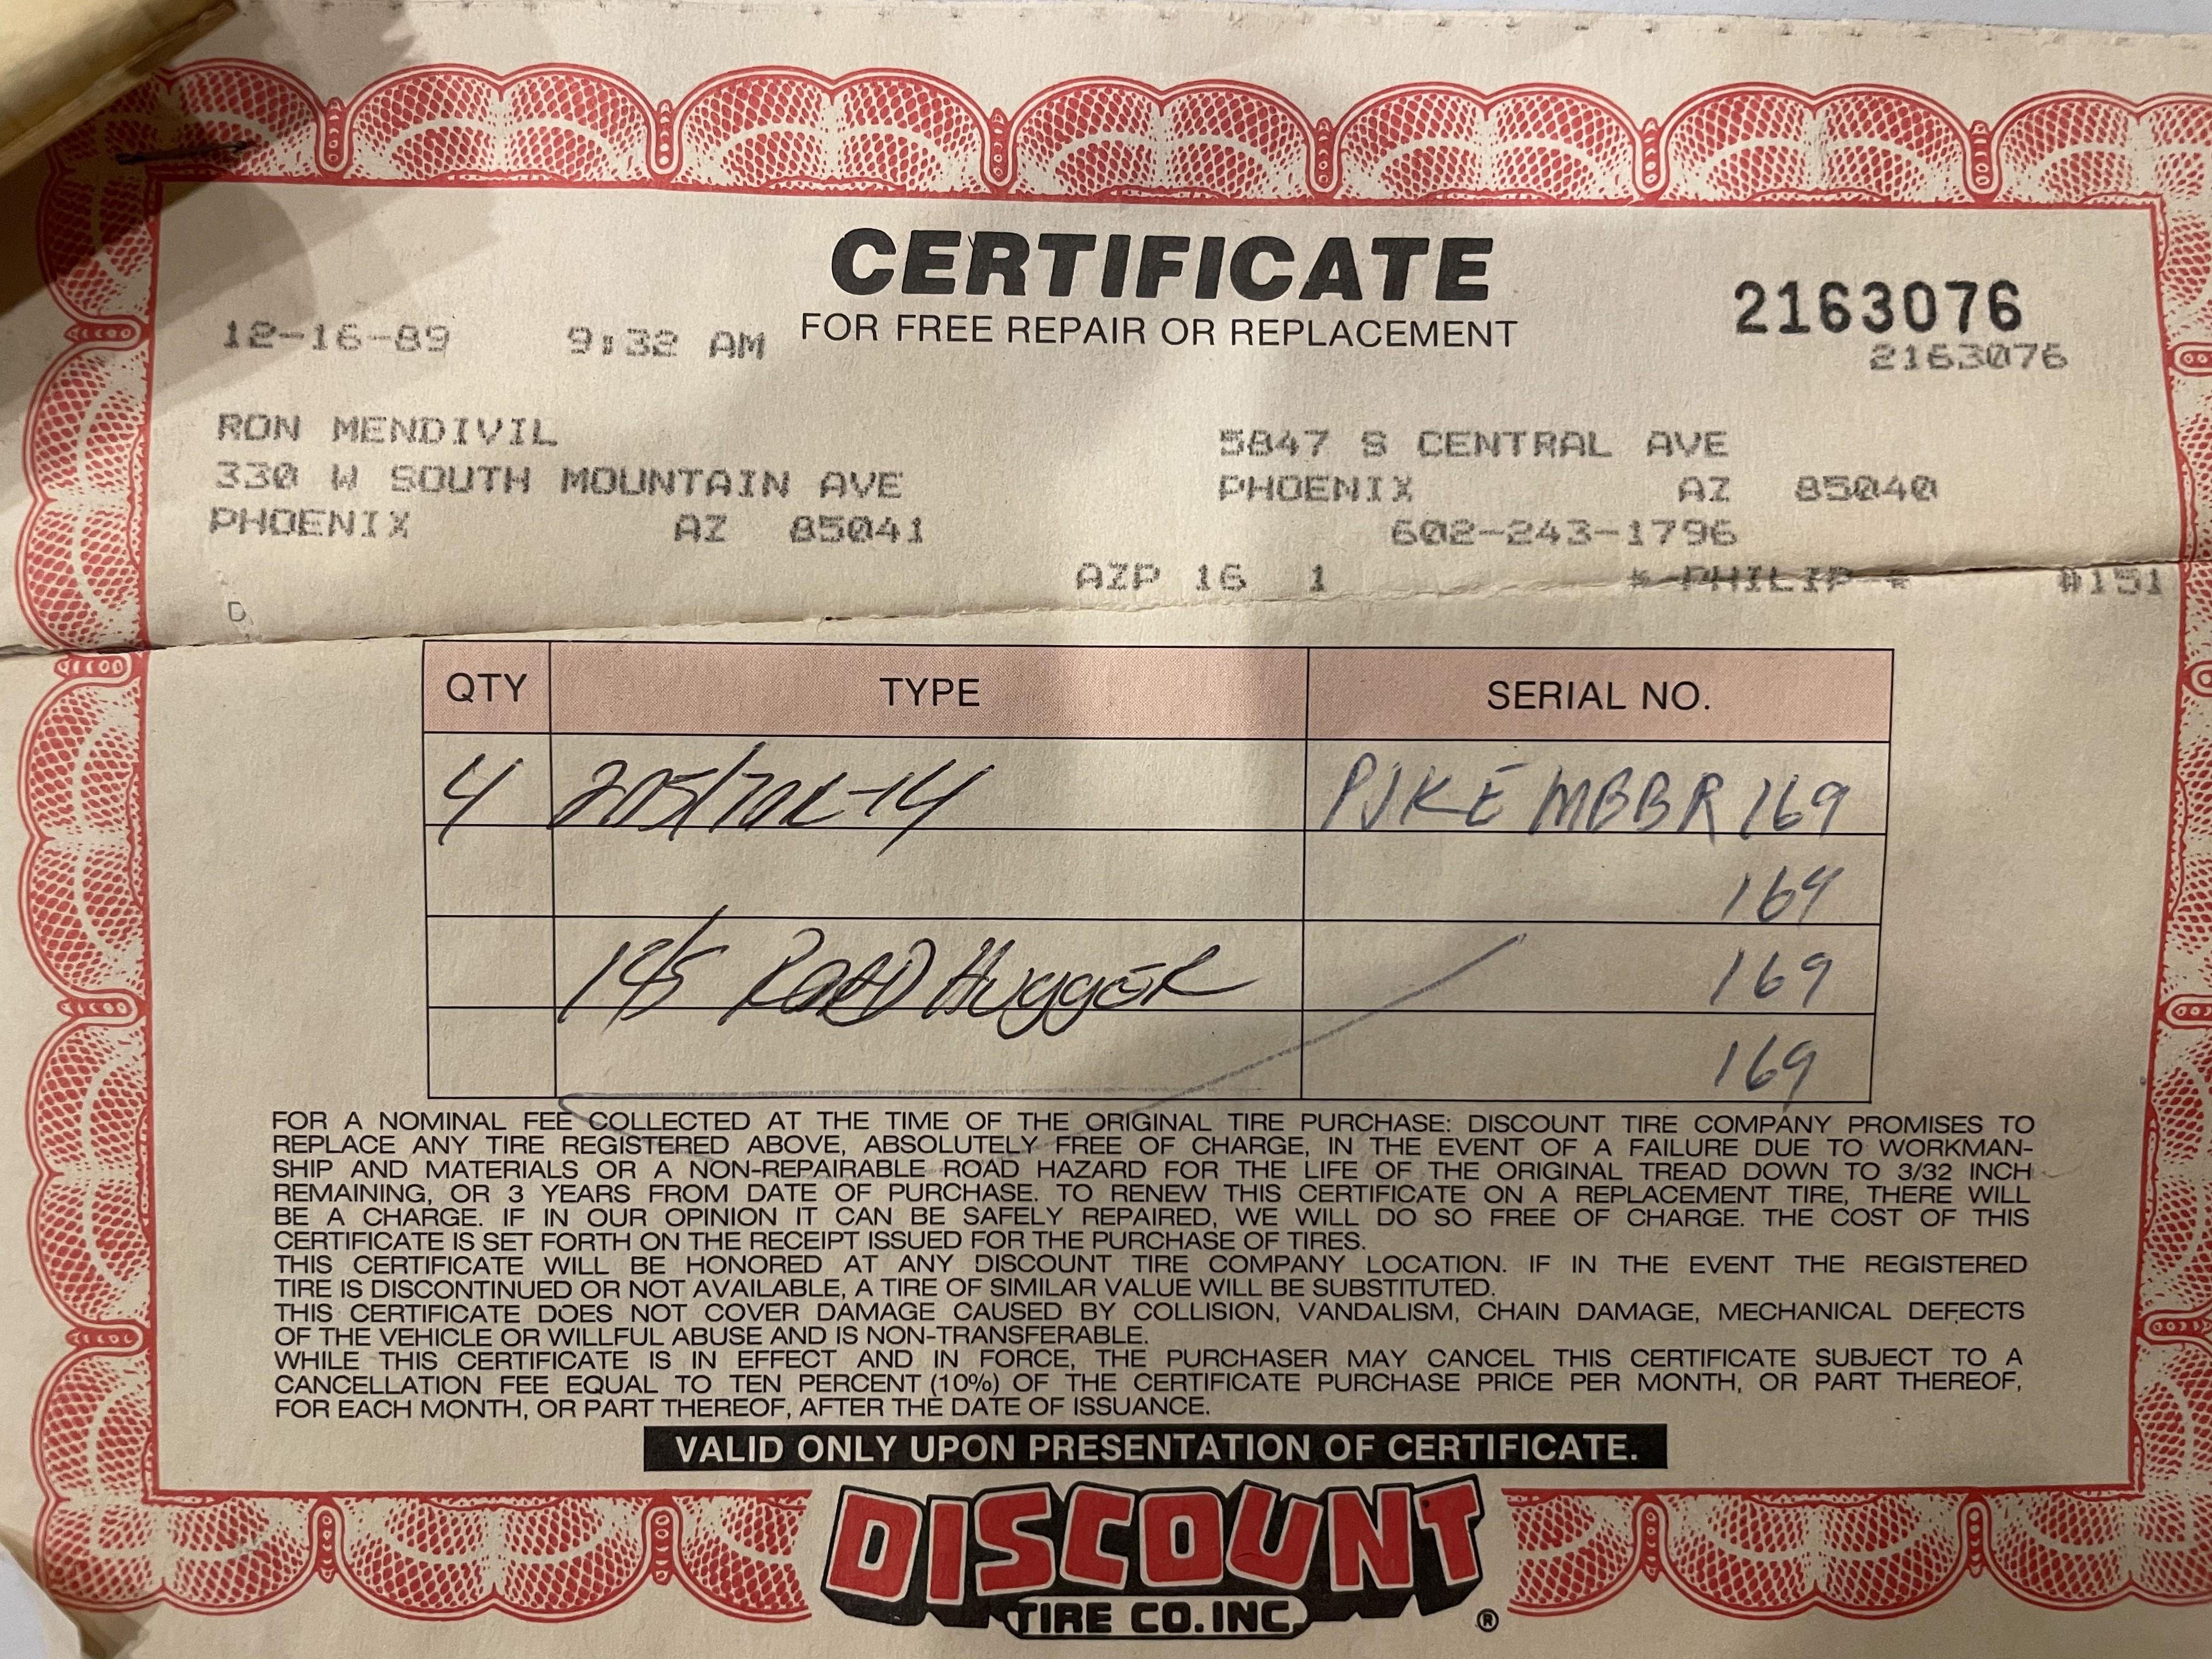 CERTIFICATE
FOR FREE REPAIR OR REPLACEMENT
2163076
2163076
12-16-89 9:32 AM
RON MENDIVIL
330 W SOUTH MOUNTAIN AVE
PHOENIX AZ 85041
5847 S CENTRAL AVE
PHOENIX AZ 85040
602-243-1796
AZP 16 1 * PHILIP * #151
D
QTY TYPE SERIAL NO.
4 205/70R-14 PJKEMBBR169
169
ROAD HUGGER 169
169
FOR A NOMINAL FEE COLLECTED AT THE TIME OF THE ORIGINAL TIRE PURCHASE: DISCOUNT TIRE COMPANY PROMISES TO
REPLACE ANY TIRE REGISTERED ABOVE, ABSOLUTELY FREE OF CHARGE, IN THE EVENT OF A FAILURE DUE TO WORKMAN-
SHIP AND MATERIALS OR A NON-REPAIRABLE ROAD HAZARD FOR THE LIFE OF THE ORIGINAL TREAD DOWN TO 3/32 INCH
REMAINING, OR 3 YEARS FROM DATE OF PURCHASE. TO RENEW THIS CERTIFICATE ON A REPLACEMENT TIRE, THERE WILL
BE A CHARGE. IF IN OUR OPINION IT CAN BE SAFELY REPAIRED, WE WILL DO SO FREE OF CHARGE. THE COST OF THIS
CERTIFICATE IS SET FORTH ON THE RECEIPT ISSUED FOR THE PURCHASE OF TIRES.
THIS CERTIFICATE WILL BE HONORED AT ANY DISCOUNT TIRE COMPANY LOCATION. IF IN THE EVENT THE REGISTERED
TIRE IS DISCONTINUED OR NOT AVAILABLE, A TIRE OF SIMILAR VALUE WILL BE SUBSTITUTED.
THIS CERTIFICATE DOES NOT COVER DAMAGE CAUSED BY COLLISION, VANDALISM, CHAIN DAMAGE, MECHANICAL DEFECTS
OF THE VEHICLE OR WILLFUL ABUSE AND IS NON-TRANSFERABLE.
WHILE THIS CERTIFICATE IS IN EFFECT AND IN FORCE, THE PURCHASER MAY CANCEL THIS CERTIFICATE SUBJECT TO A
CANCELLATION FEE EQUAL TO TEN PERCENT (10%) OF THE CERTIFICATE PURCHASE PRICE PER MONTH, OR PART THEREOF,
FOR EACH MONTH, OR PART THEREOF, AFTER THE DATE OF ISSUANCE.
VALID ONLY UPON PRESENTATION OF CERTIFICATE.
DISCOUNT
TIRE CO. INC. ®